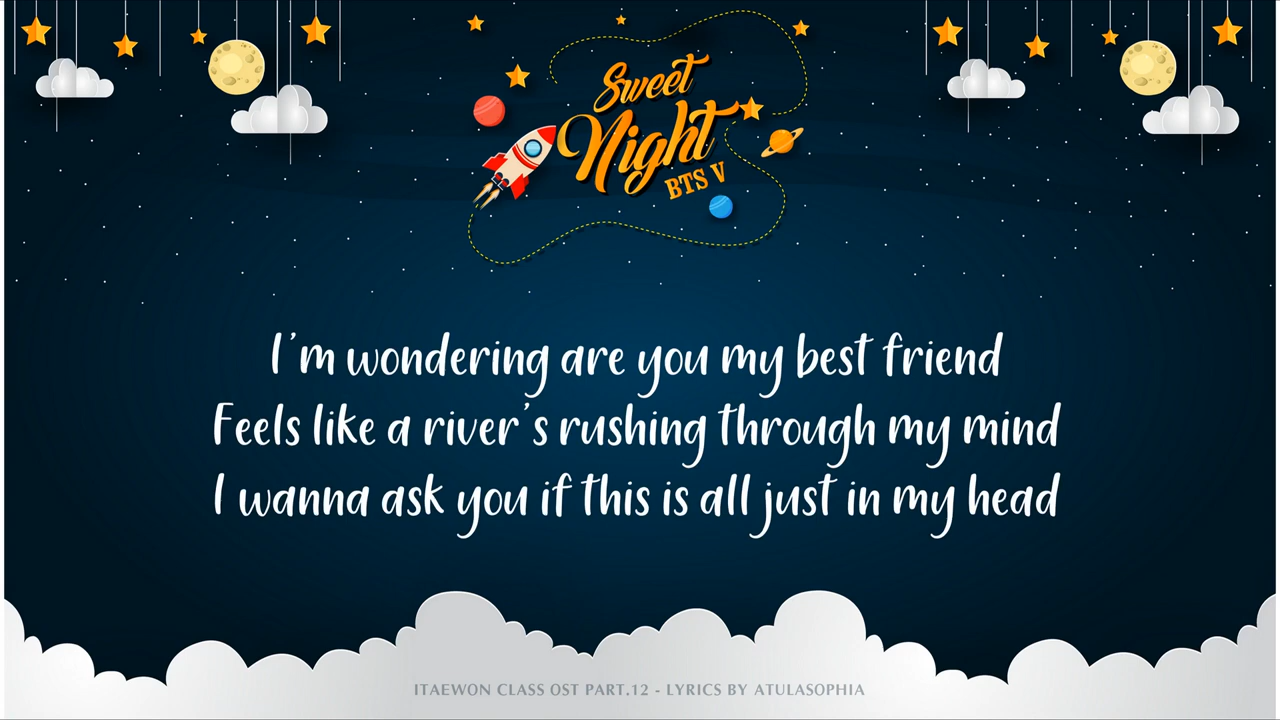 Sweet
Night
BTS V
I'm wondering are you my best friend
Feels like a river's rushing through my mind
I wanna ask you if this is all just in my head
ITAEWON CLASS OST PART.12 - LYRICS BY ATULASOPHIA